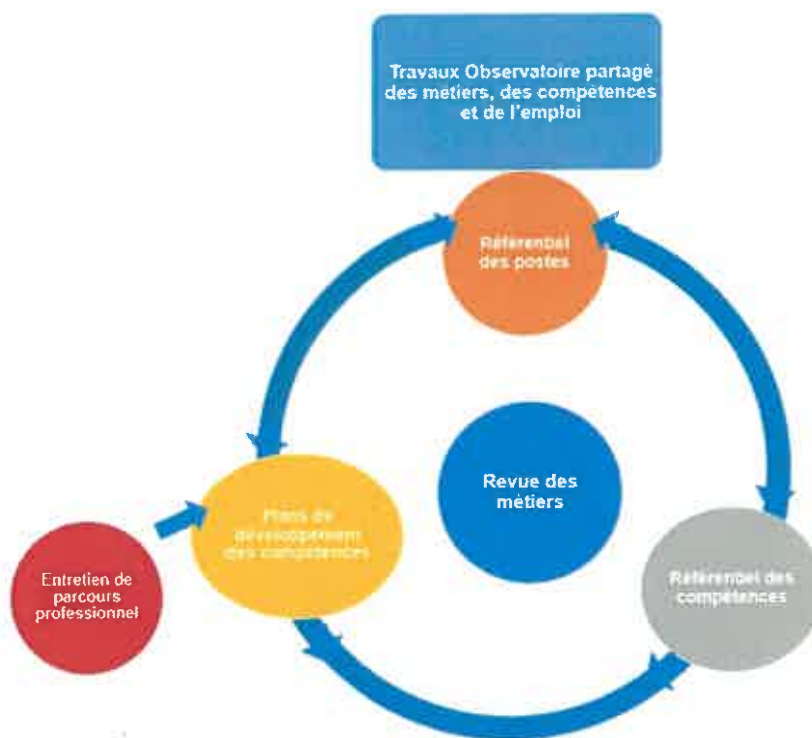 Travaux Observatoire partagé
des métiers, des compétences
et de l'emploi
Référentiel
des postes
Revue des
métiers
Plans de
développement
des compétences
Entretien de
parcours
professionnel
Référentiel des
compétences